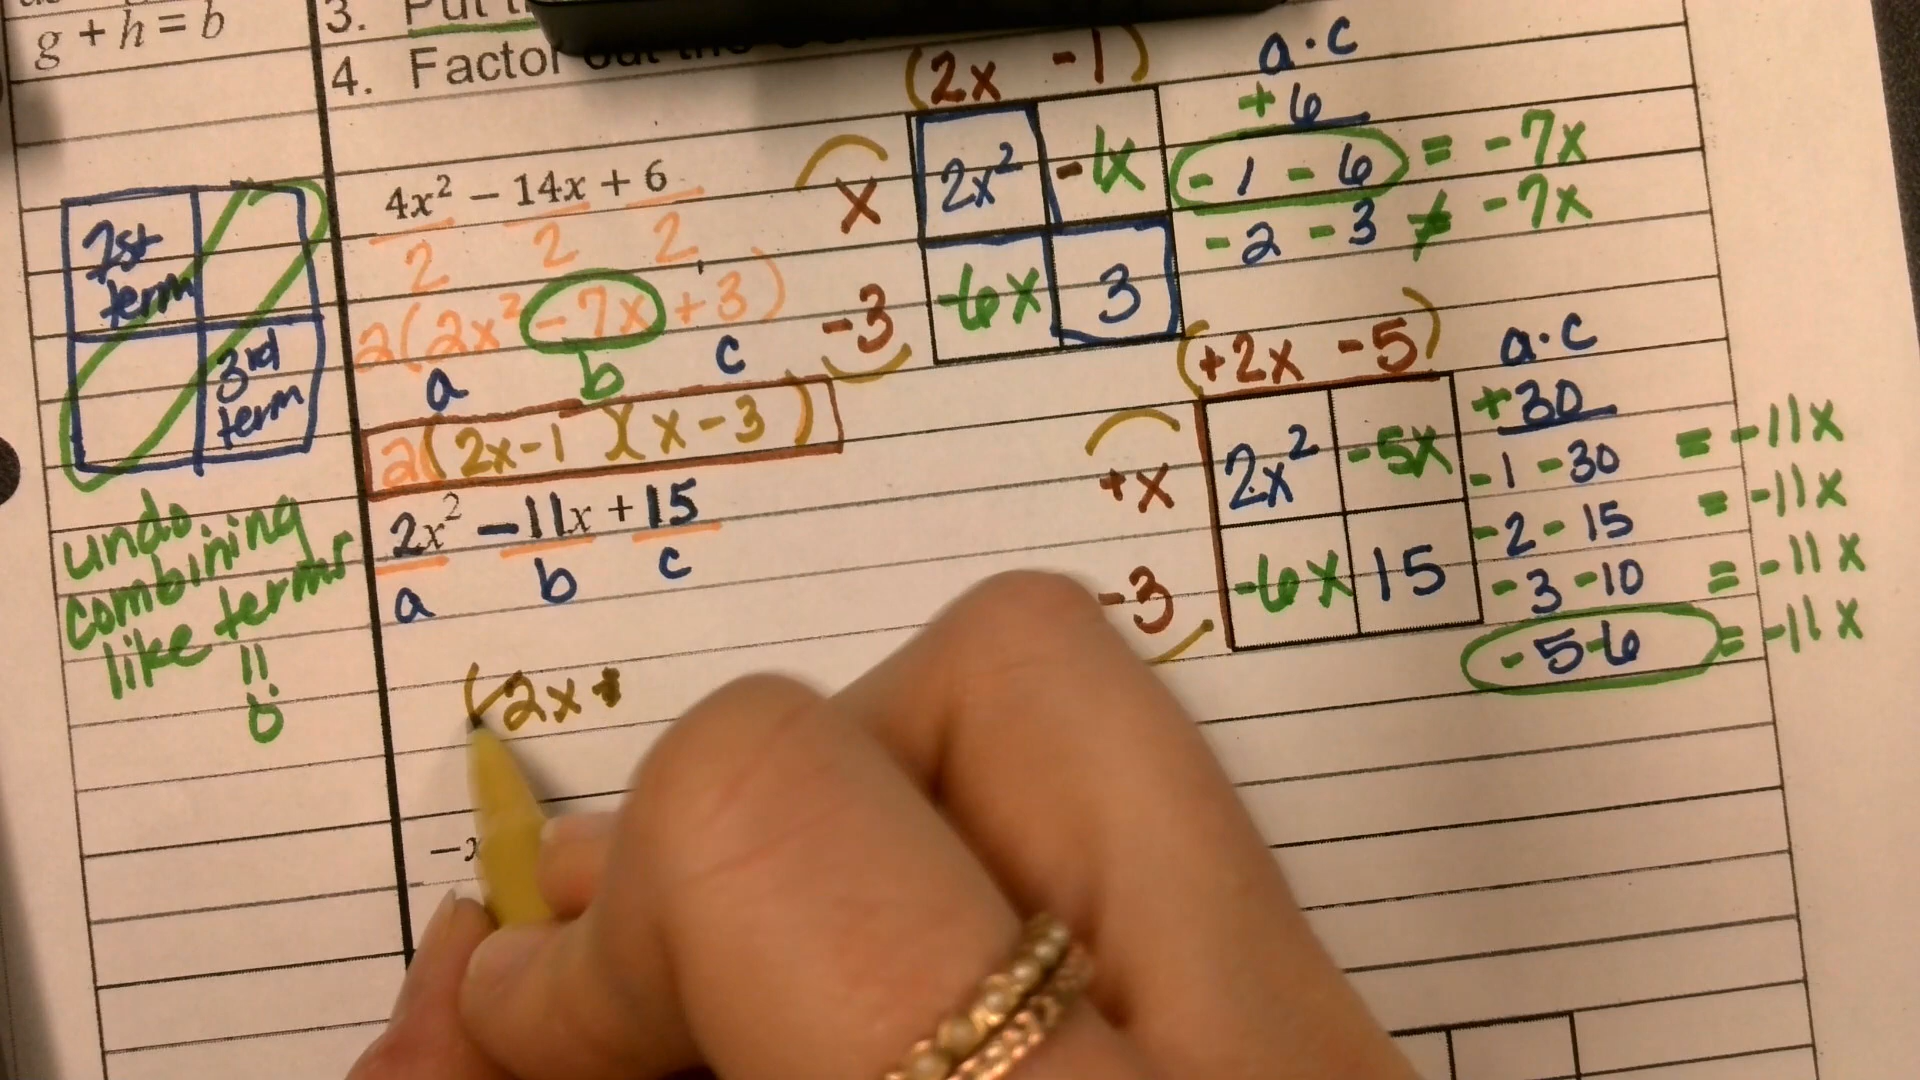 g + h = b
3. Put
4. Factor out the
4x² − 14x + 6
2 2 2
2(2x² − 7x + 3)
a b c
2(2x - 1)(x - 3)
(2x - 1)
x 2x² -1x
-3 -6x 3
a · c
+6
-1 -6 = -7x
-2 -3 ≠ -7x
1st term
3rd term
undo
combining
like terms
2x² − 11x + 15
a b c
(2x
(+2x -5)
+x 2x² -5x
-3 -6x 15
a · c
+30
-1 -30 = -11x
-2 -15 = -11x
-3 -10 = -11x
-5 -6 = -11x
−x